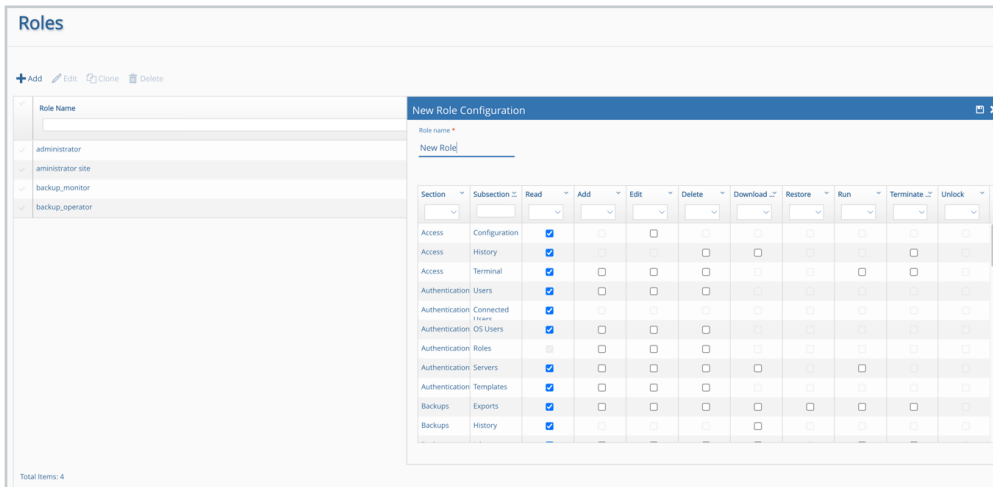 Roles
Add Edit Clone Delete
Role Name
administrator
aministrator site
backup_monitor
backup_operator
Total Items: 4
New Role Configuration
Role name *
New Role
Section Subsection ... Read Add Edit Delete Download ... Restore Run Terminate ... Unlock
Access Configuration
Access History
Access Terminal
Authentication Users
Authentication Connected
Users
Authentication OS Users
Authentication Roles
Authentication Servers
Authentication Templates
Backups Exports
Backups History